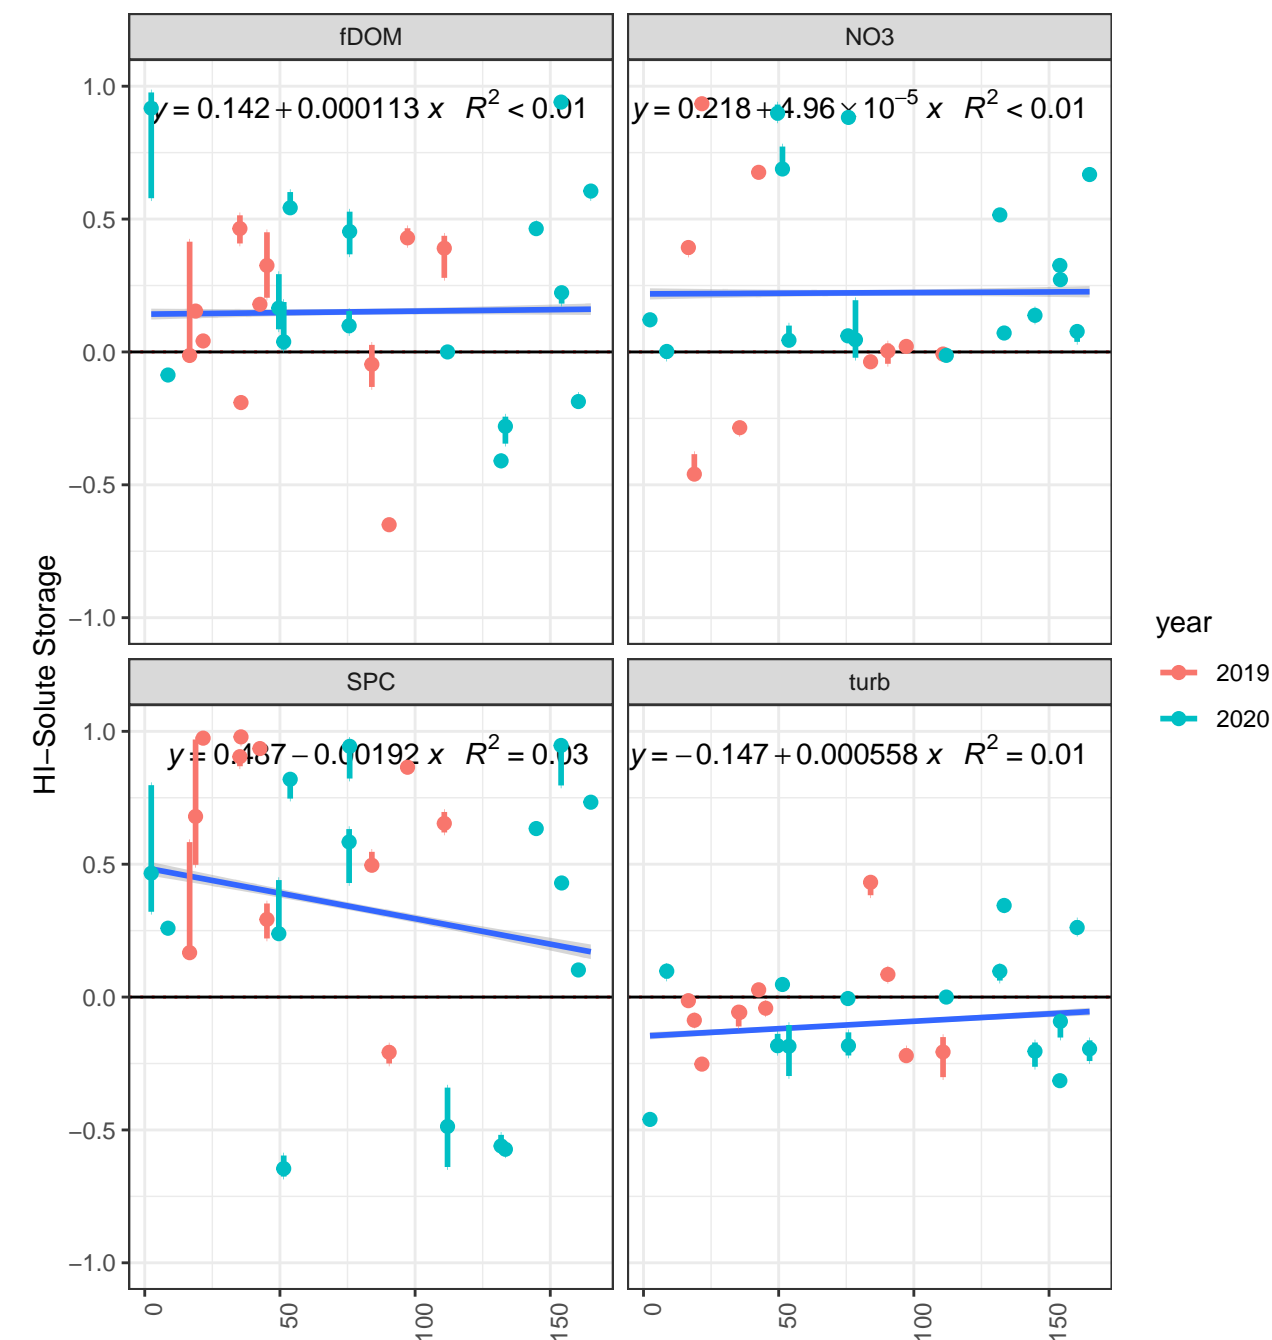 fDOM
NO3
1.0
y = 0.142 + 0.000113 x R² < 0.01
y = 0.218 + 4.96 × 10⁻⁵ x R² < 0.01
0.5
0.0
−0.5
−1.0
HI−Solute Storage
SPC
turb
1.0
y = 0.487 − 0.00192 x R² = 0.03
y = −0.147 + 0.000558 x R² = 0.01
0.5
0.0
−0.5
−1.0
0 50 100 150
0 50 100 150
year
2019
2020